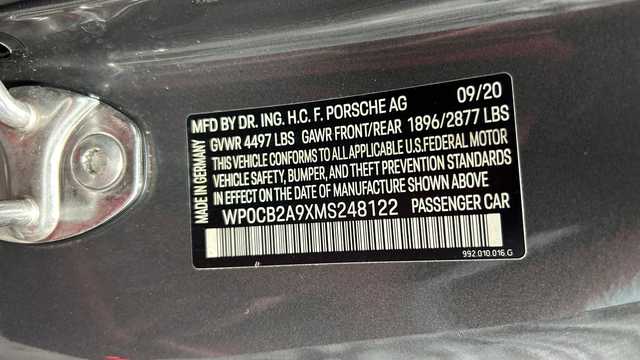 MFD BY DR. ING. H.C. F. PORSCHE AG 09/20
GVWR 4497 LBS GAWR FRONT/REAR 1896/2877 LBS
THIS VEHICLE CONFORMS TO ALL APPLICABLE U.S.FEDERAL MOTOR
VEHICLE SAFETY, BUMPER, AND THEFT PREVENTION STANDARDS
IN EFFECT ON THE DATE OF MANUFACTURE SHOWN ABOVE
WP0CB2A9XMS248122 PASSENGER CAR
992.010.016.G
MADE IN GERMANY